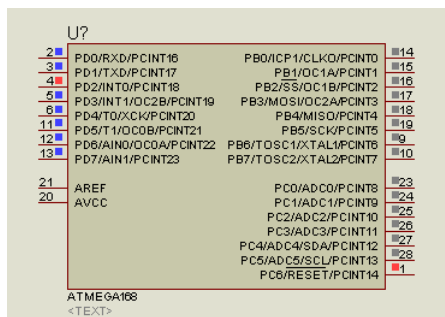 U?
2 PD0/RXD/PCINT16 PB0/ICP1/CLKO/PCINT0 14
3 PD1/TXD/PCINT17 PB1/OC1A/PCINT1 15
4 PD2/INT0/PCINT18 PB2/SS/OC1B/PCINT2 16
5 PD3/INT1/OC2B/PCINT19 PB3/MOSI/OC2A/PCINT3 17
6 PD4/T0/XCK/PCINT20 PB4/MISO/PCINT4 18
11 PD5/T1/OC0B/PCINT21 PB5/SCK/PCINT5 19
12 PD6/AIN0/OC0A/PCINT22 PB6/TOSC1/XTAL1/PCINT6 9
13 PD7/AIN1/PCINT23 PB7/TOSC2/XTAL2/PCINT7 10
21 AREF PC0/ADC0/PCINT8 23
20 AVCC PC1/ADC1/PCINT9 24
PC2/ADC2/PCINT10 25
PC3/ADC3/PCINT11 26
PC4/ADC4/SDA/PCINT12 27
PC5/ADC5/SCL/PCINT13 28
PC6/RESET/PCINT14 1
ATMEGA168
<TEXT>